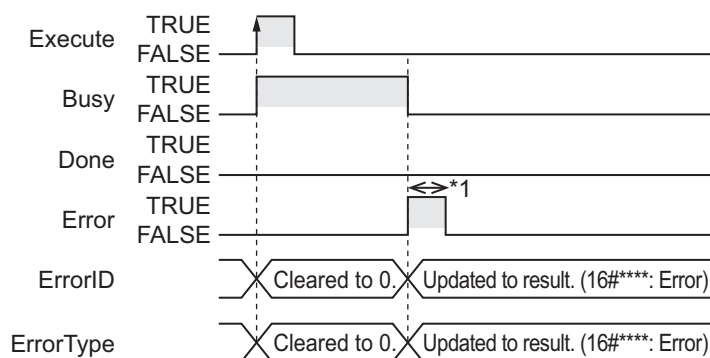 Execute TRUE
FALSE
Busy TRUE
FALSE
Done TRUE
FALSE
*1
Error TRUE
FALSE
ErrorID Cleared to 0. Updated to result. (16#****: Error)
ErrorType Cleared to 0. Updated to result. (16#****: Error)